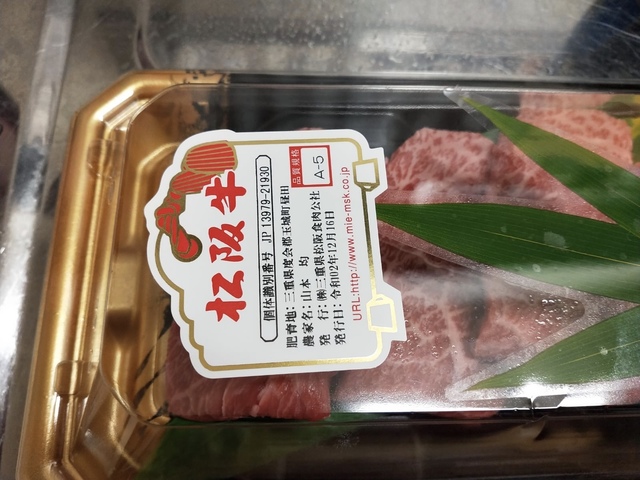 松阪牛
個体識別番号 JP 13979-21930
品質規格
A-5
肥育地:三重県度会郡玉城町昼田
農家名:山本 均
発 行:㈱三重県松阪食肉公社
発行日:令和02年12月16日
URL:http://www.mie-msk.co.jp